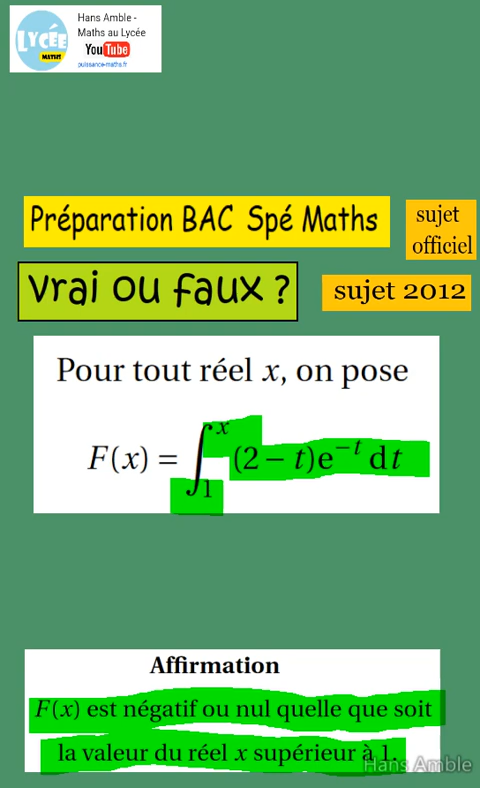 Hans Amble -
Maths au Lycée
LYCÉE
MATHS
YouTube
puissance-maths.fr
Préparation BAC Spé Maths
sujet
officiel
Vrai ou faux ?
sujet 2012
Pour tout réel x, on pose
F(x) = ∫₁ˣ (2 − t)e⁻ᵗ dt
Affirmation
F(x) est négatif ou nul quelle que soit
la valeur du réel x supérieur à 1.
Hans Amble